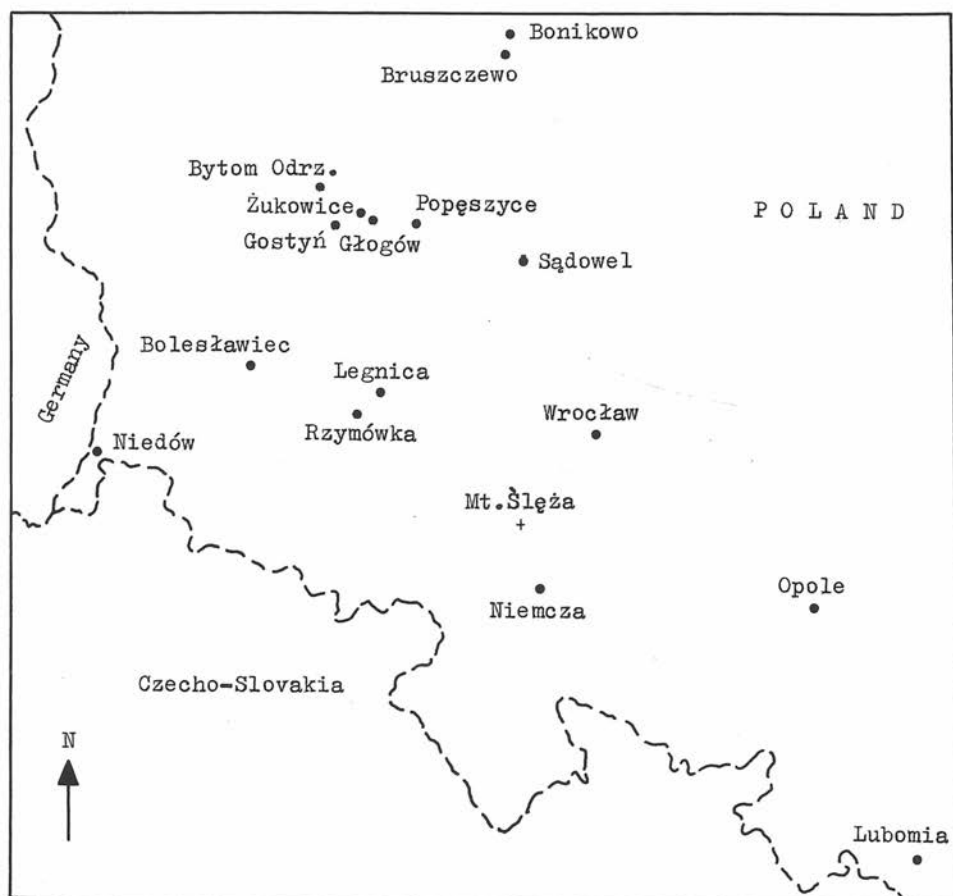 Bonikowo
Bruszczewo
Bytom Odrz.
Żukowice
Popęszyce
POLAND
Gostyń
Głogów
Sądowel
Germany
Bolesławiec
Legnica
Rzymówka
Wrocław
Niedów
Mt.Ślęża
Niemcza
Opole
Czecho-Slovakia
N
Lubomia